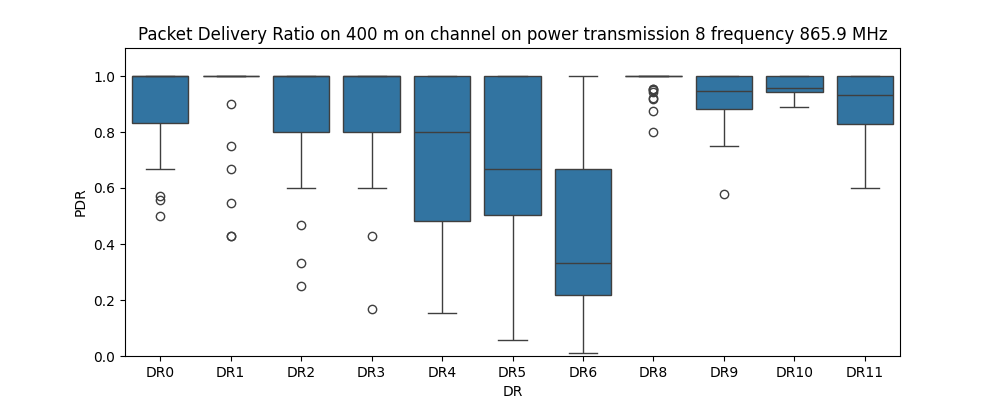 Packet Delivery Ratio on 400 m on channel on power transmission 8 frequency 865.9 MHz
1.0
0.8
0.6
0.4
0.2
0.0
PDR
DR0 DR1 DR2 DR3 DR4 DR5 DR6 DR8 DR9 DR10 DR11
DR